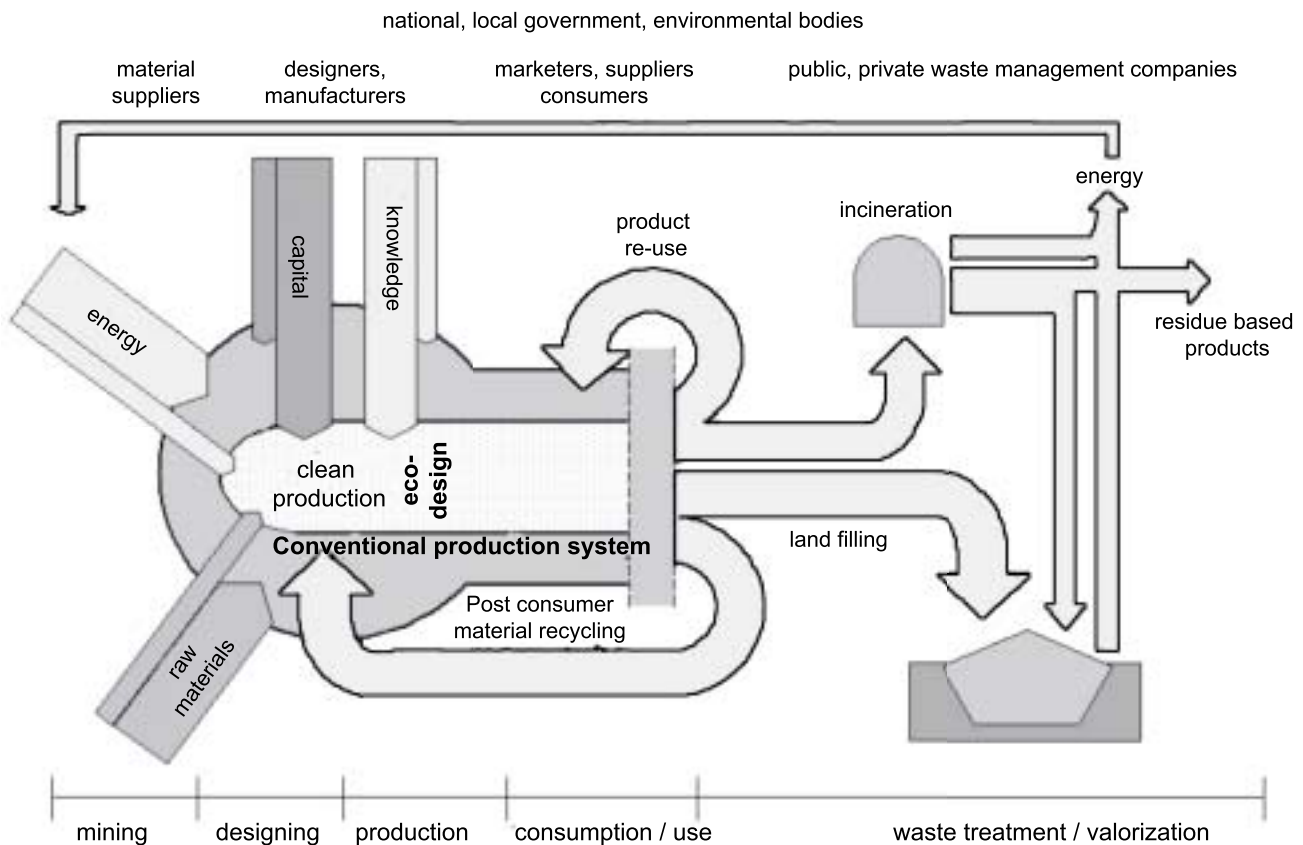 national, local government, environmental bodies
material
suppliers
designers,
manufacturers
marketers, suppliers
consumers
public, private waste management companies
energy
capital
knowledge
product
re-use
incineration
energy
residue based
products
clean
production
eco-
design
Conventional production system
land filling
Post consumer
material recycling
raw
materials
mining
designing
production
consumption / use
waste treatment / valorization